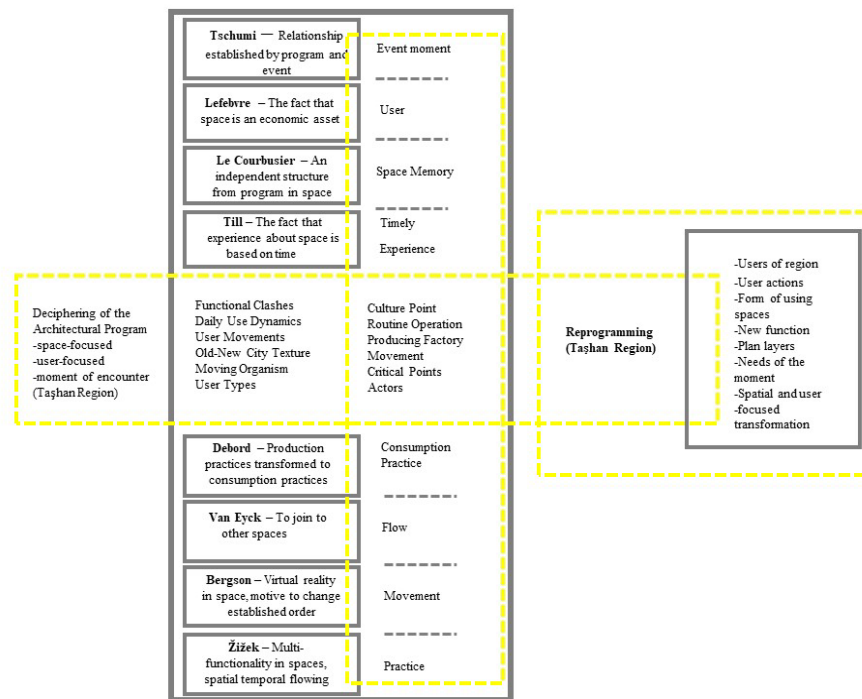 Tschumi — Relationship
established by program and
event
Event moment
Lefebvre – The fact that
space is an economic asset
User
Le Courbusier – An
independent structure
from program in space
Space Memory
Till – The fact that
experience about space is
based on time
Timely
Experience
Deciphering of the
Architectural Program
-space-focused
-user-focused
-moment of encounter
(Taşhan Region)
Functional Clashes
Daily Use Dynamics
User Movements
Old-New City Texture
Moving Organism
User Types
Culture Point
Routine Operation
Producing Factory
Movement
Critical Points
Actors
Reprogramming
(Taşhan Region)
-Users of region
-User actions
-Form of using
spaces
-New function
-Plan layers
-Needs of the
moment
-Spatial and user
-focused
transformation
Debord – Production
practices transformed to
consumption practices
Consumption
Practice
Van Eyck – To join to
other spaces
Flow
Bergson – Virtual reality
in space, motive to change
established order
Movement
Žižek – Multi-
functionality in spaces,
spatial temporal flowing
Practice